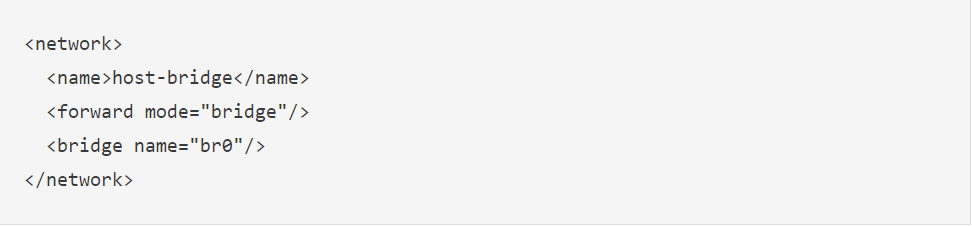 <network>
  <name>host-bridge</name>
  <forward mode="bridge"/>
  <bridge name="br0"/>
</network>